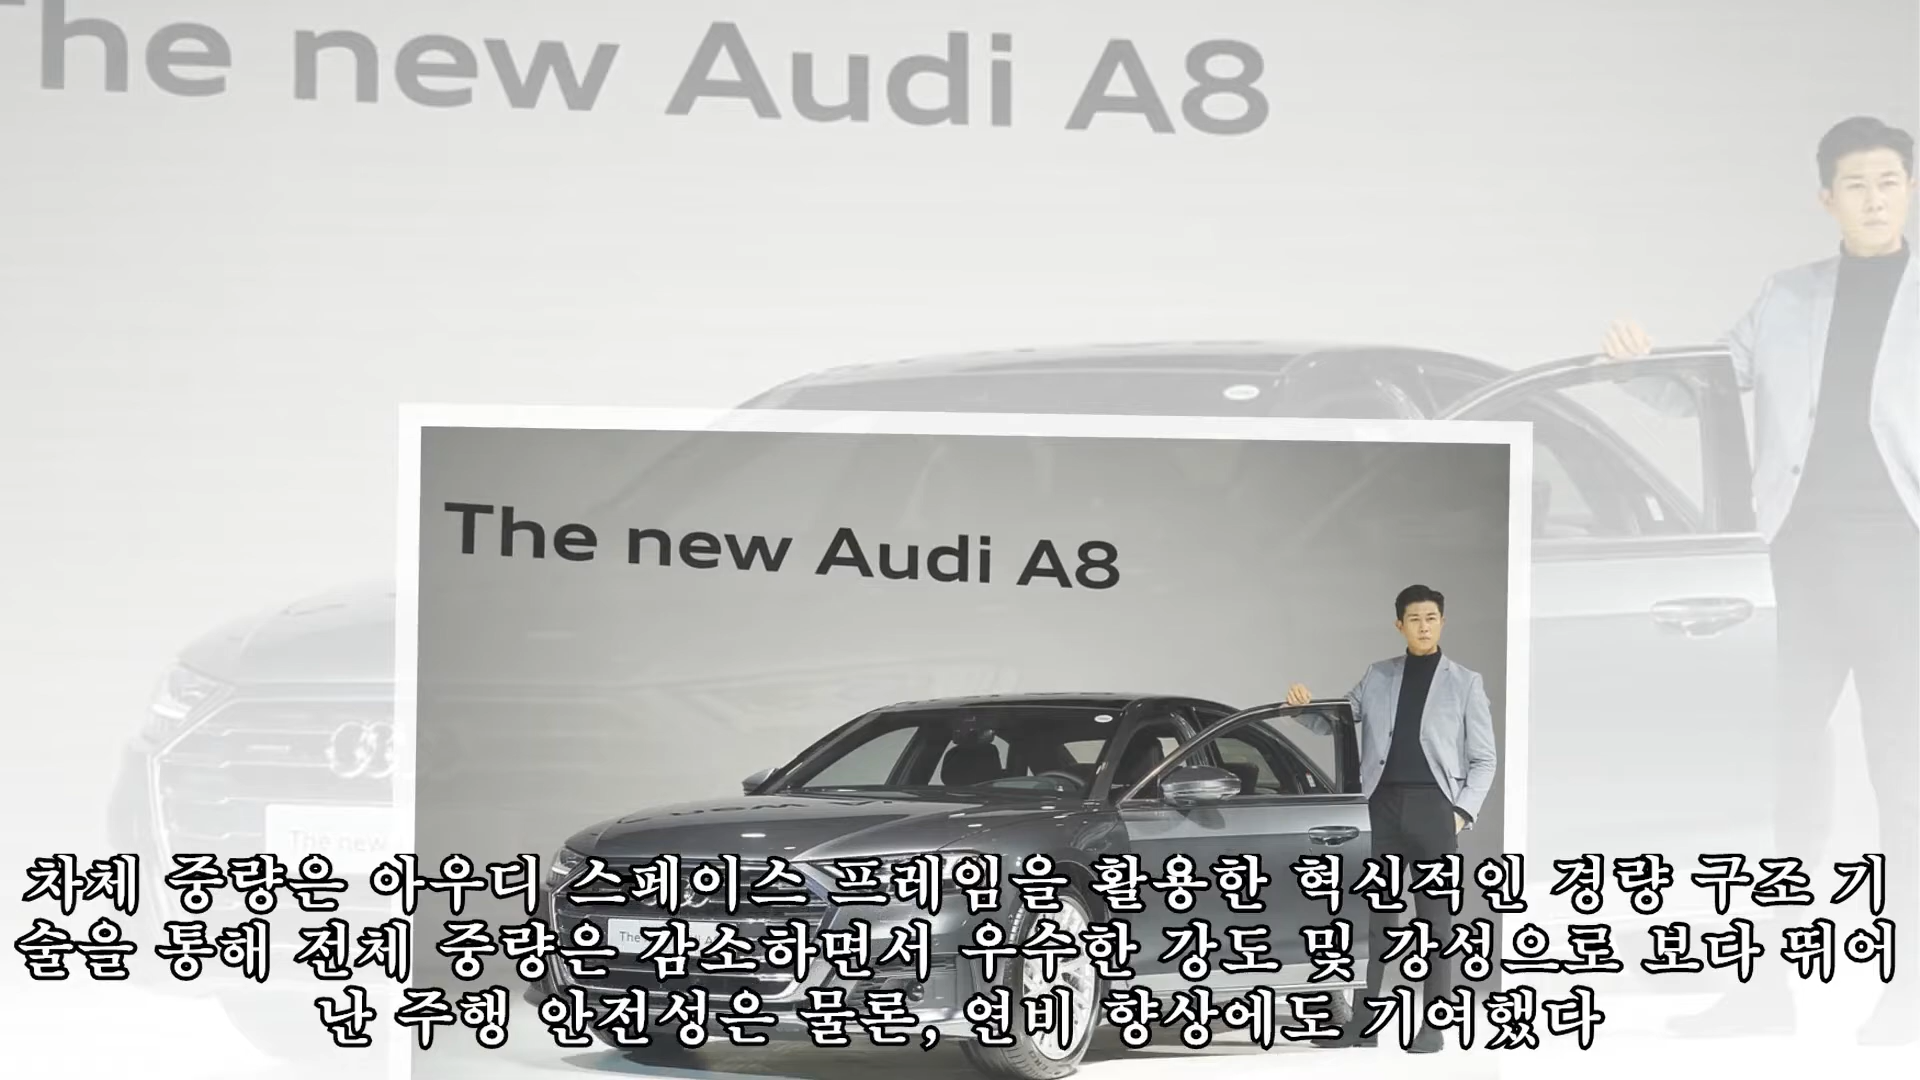 The new Audi A8
The new Audi A8
The new
The
차체 중량은 아우디 스페이스 프레임을 활용한 혁신적인 경량 구조 기
술을 통해 전체 중량은 감소하면서 우수한 강도 및 강성으로 보다 뛰어
난 주행 안전성은 물론, 연비 향상에도 기여했다